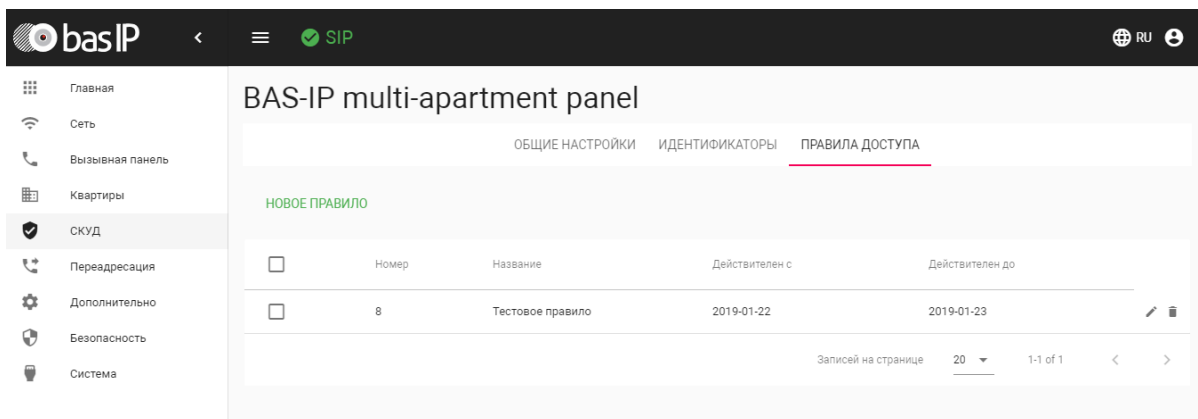 bas IP
SIP
RU
Главная
Сеть
Вызывная панель
Квартиры
СКУД
Переадресация
Дополнительно
Безопасность
Система
BAS-IP multi-apartment panel
ОБЩИЕ НАСТРОЙКИ ИДЕНТИФИКАТОРЫ ПРАВИЛА ДОСТУПА
НОВОЕ ПРАВИЛО
Номер Название Действителен с Действителен до
8 Тестовое правило 2019-01-22 2019-01-23
Записей на странице 20 1-1 of 1